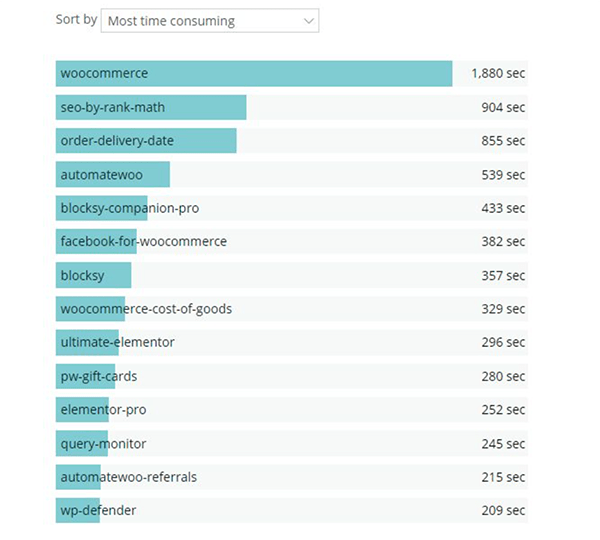 Sort by Most time consuming
woocommerce 1,880 sec
seo-by-rank-math 904 sec
order-delivery-date 855 sec
automatewoo 539 sec
blocksy-companion-pro 433 sec
facebook-for-woocommerce 382 sec
blocksy 357 sec
woocommerce-cost-of-goods 329 sec
ultimate-elementor 296 sec
pw-gift-cards 280 sec
elementor-pro 252 sec
query-monitor 245 sec
automatewoo-referrals 215 sec
wp-defender 209 sec